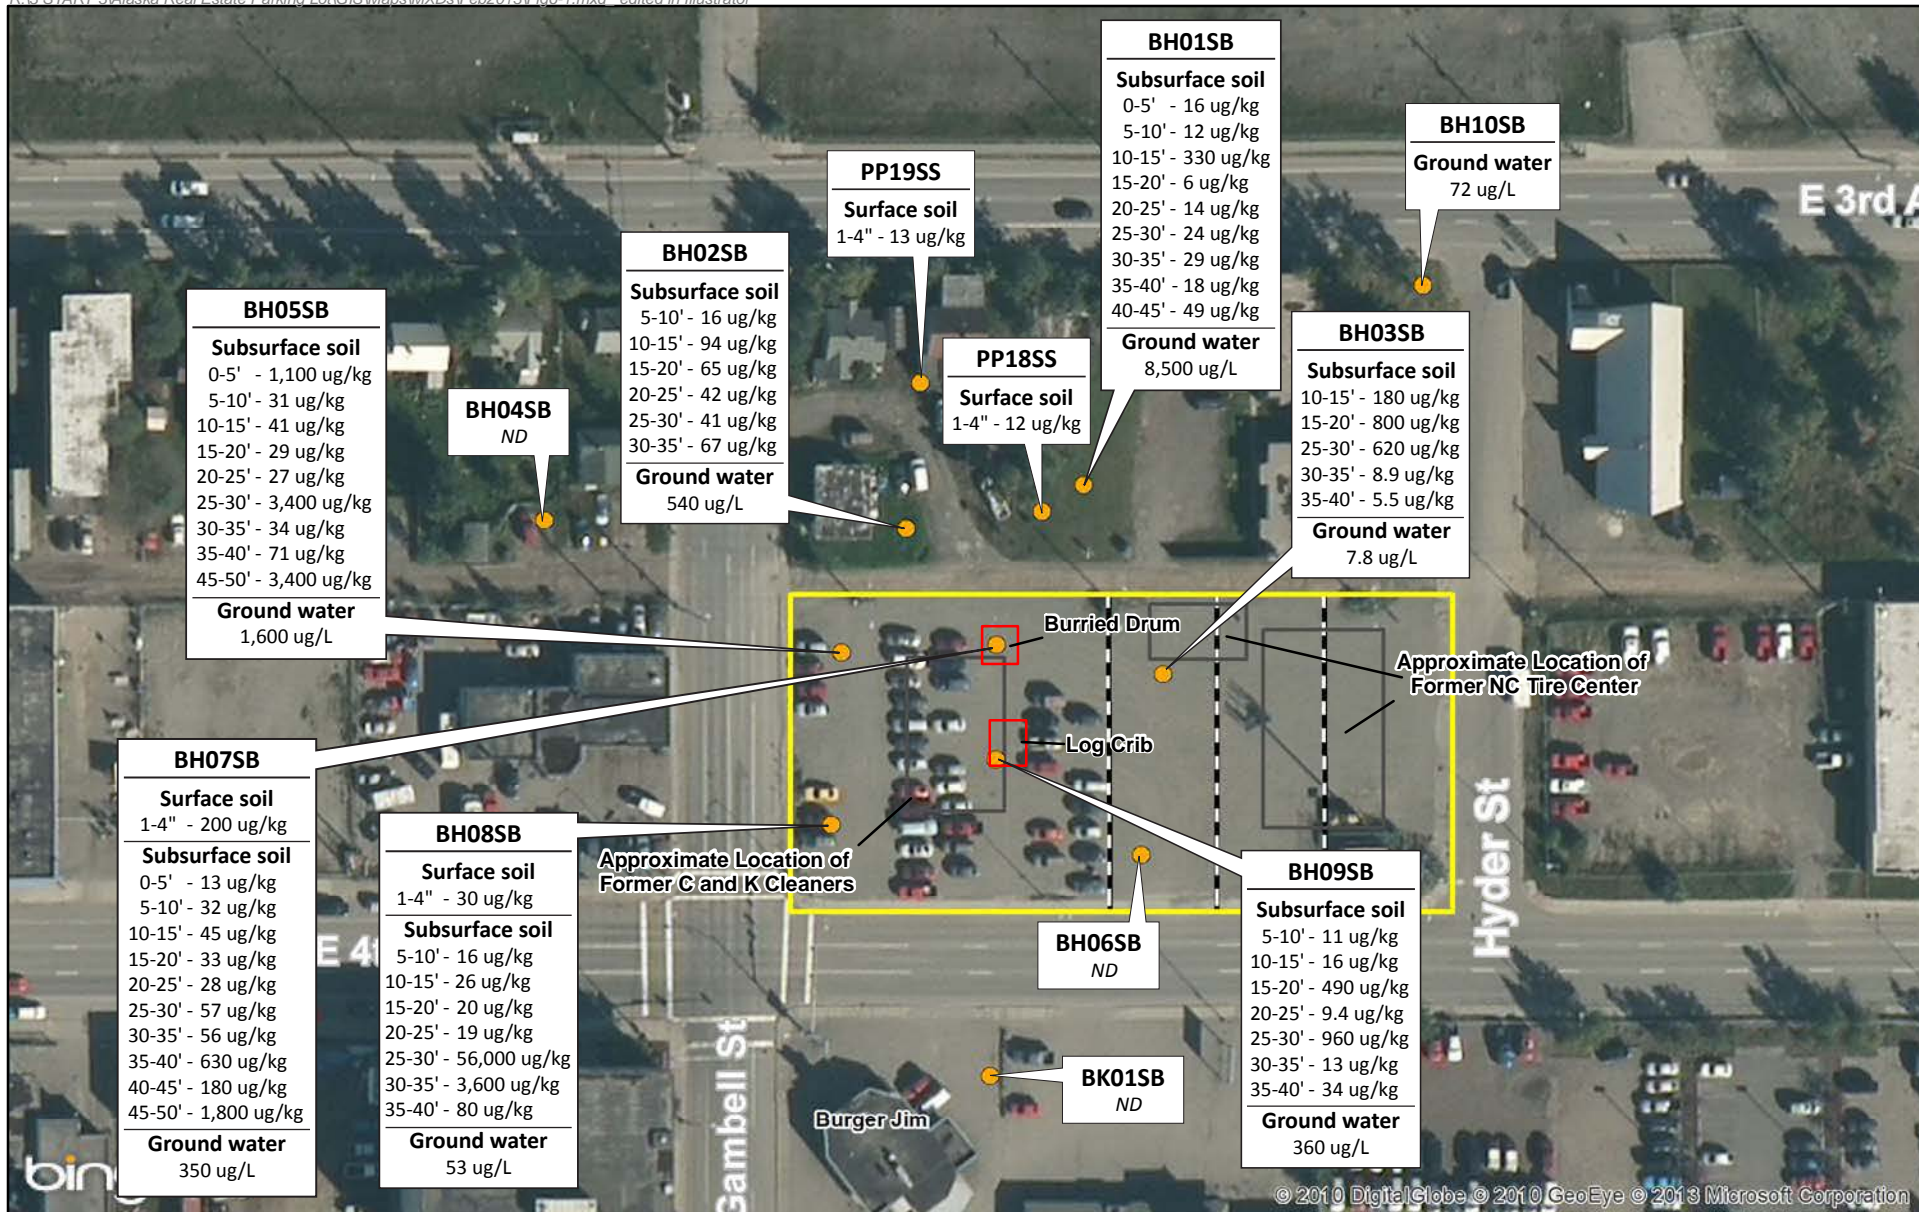 BH01SB
Subsurface soil
0-5' - 16 ug/kg
5-10' - 12 ug/kg
10-15' - 330 ug/kg
15-20' - 6 ug/kg
20-25' - 14 ug/kg
25-30' - 24 ug/kg
30-35' - 29 ug/kg
35-40' - 18 ug/kg
40-45' - 49 ug/kg
Ground water
8,500 ug/L
BH10SB
Ground water
72 ug/L
E 3rd A
PP19SS
Surface soil
1-4" - 13 ug/kg
BH02SB
Subsurface soil
5-10' - 16 ug/kg
10-15' - 94 ug/kg
15-20' - 65 ug/kg
20-25' - 42 ug/kg
25-30' - 41 ug/kg
30-35' - 67 ug/kg
Ground water
540 ug/L
BH05SB
Subsurface soil
0-5' - 1,100 ug/kg
5-10' - 31 ug/kg
10-15' - 41 ug/kg
15-20' - 29 ug/kg
20-25' - 27 ug/kg
25-30' - 3,400 ug/kg
30-35' - 34 ug/kg
35-40' - 71 ug/kg
45-50' - 3,400 ug/kg
Ground water
1,600 ug/L
BH04SB
ND
PP18SS
Surface soil
1-4" - 12 ug/kg
BH03SB
Subsurface soil
10-15' - 180 ug/kg
15-20' - 800 ug/kg
25-30' - 620 ug/kg
30-35' - 8.9 ug/kg
35-40' - 5.5 ug/kg
Ground water
7.8 ug/L
Burried Drum
Approximate Location of
Former NC Tire Center
Log Crib
BH07SB
Surface soil
1-4" - 200 ug/kg
Subsurface soil
0-5' - 13 ug/kg
5-10' - 32 ug/kg
10-15' - 45 ug/kg
15-20' - 33 ug/kg
20-25' - 28 ug/kg
25-30' - 57 ug/kg
30-35' - 56 ug/kg
35-40' - 630 ug/kg
40-45' - 180 ug/kg
45-50' - 1,800 ug/kg
Ground water
350 ug/L
BH08SB
Surface soil
1-4" - 30 ug/kg
Subsurface soil
5-10' - 16 ug/kg
10-15' - 26 ug/kg
15-20' - 20 ug/kg
20-25' - 19 ug/kg
25-30' - 56,000 ug/kg
30-35' - 3,600 ug/kg
35-40' - 80 ug/kg
Ground water
53 ug/L
Approximate Location of
Former C and K Cleaners
BH09SB
Subsurface soil
5-10' - 11 ug/kg
10-15' - 16 ug/kg
15-20' - 490 ug/kg
20-25' - 9.4 ug/kg
25-30' - 960 ug/kg
30-35' - 13 ug/kg
35-40' - 34 ug/kg
Ground water
360 ug/L
Hyder St
BH06SB
ND
E 4
BK01SB
ND
Gambell St
Burger Jim
bing
© 2010 DigitalGlobe © 2010 GeoEye © 2013 Microsoft Corporation